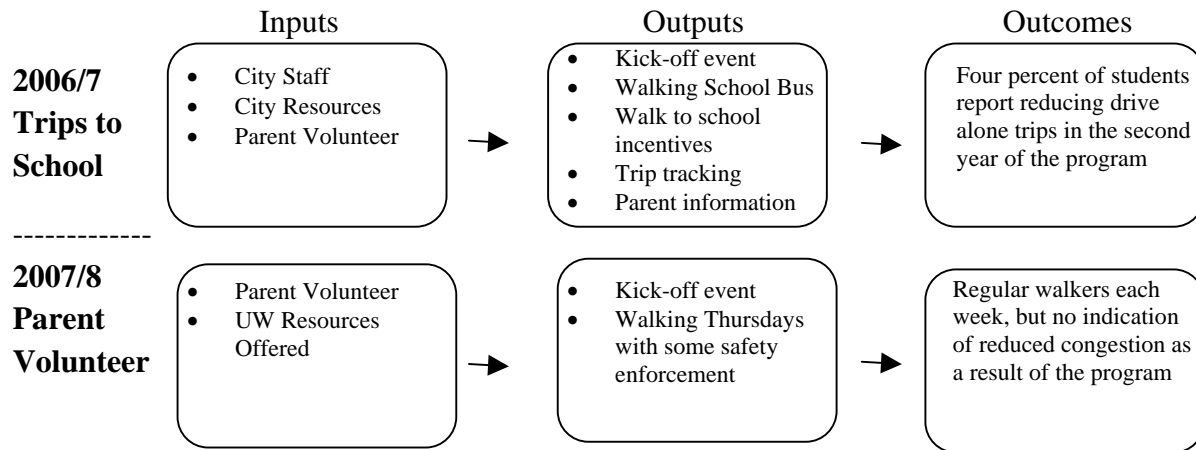 Inputs
Outputs
Outcomes
2006/7
Trips to
School
• City Staff
• City Resources
• Parent Volunteer
• Kick-off event
• Walking School Bus
• Walk to school
incentives
• Trip tracking
• Parent information
Four percent of students
report reducing drive
alone trips in the second
year of the program
-------------
2007/8
Parent
Volunteer
• Parent Volunteer
• UW Resources
Offered
• Kick-off event
• Walking Thursdays
with some safety
enforcement
Regular walkers each
week, but no indication
of reduced congestion as
a result of the program